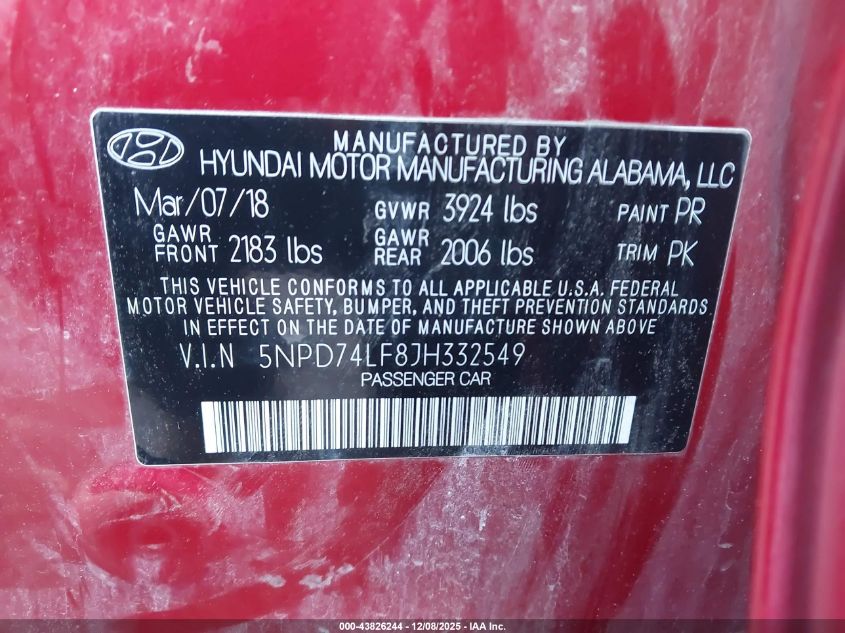 MANUFACTURED BY
HYUNDAI MOTOR MANUFACTURING ALABAMA, LLC
Mar/07/18 GVWR 3924 lbs PAINT PR
GAWR FRONT 2183 lbs GAWR REAR 2006 lbs TRIM PK
THIS VEHICLE CONFORMS TO ALL APPLICABLE U.S.A. FEDERAL
MOTOR VEHICLE SAFETY, BUMPER, AND THEFT PREVENTION STANDARDS
IN EFFECT ON THE DATE OF MANUFACTURE SHOWN ABOVE
V.I.N 5NPD74LF8JH332549
PASSENGER CAR
000-43826244 - 12/08/2025 - IAA Inc.